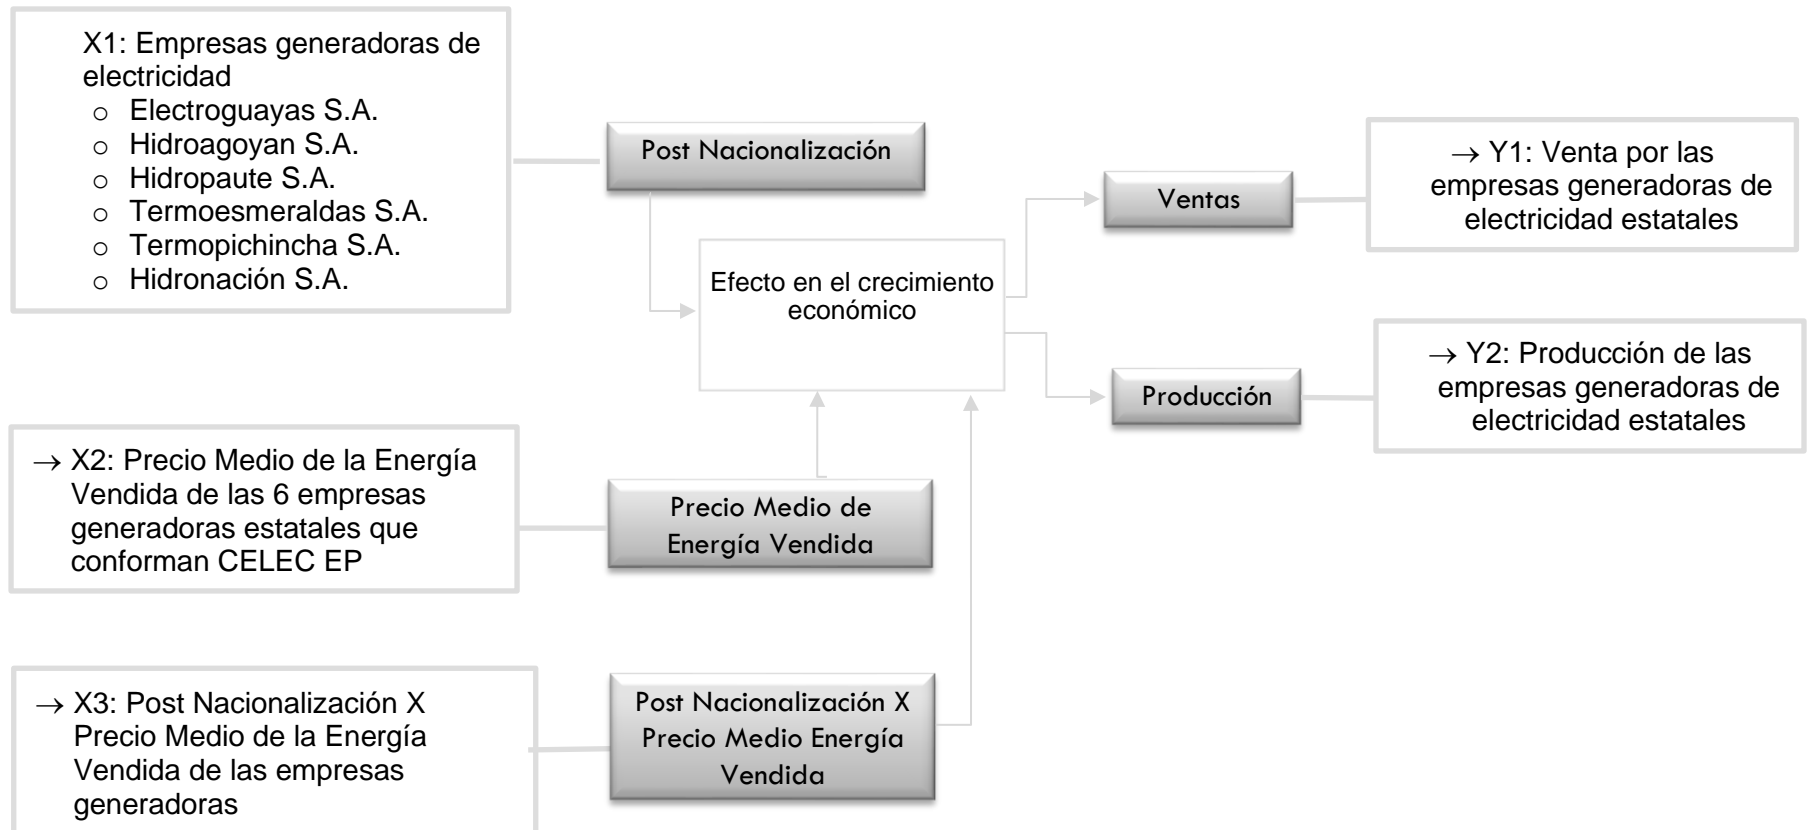 X1: Empresas generadoras de
electricidad
o Electroguayas S.A.
o Hidroagoyan S.A.
o Hidropaute S.A.
o Termoesmeraldas S.A.
o Termopichincha S.A.
o Hidronación S.A.
Post Nacionalización
Efecto en el crecimiento
económico
Ventas
→ Y1: Venta por las
empresas generadoras de
electricidad estatales
Producción
→ Y2: Producción de las
empresas generadoras de
electricidad estatales
→ X2: Precio Medio de la Energía
Vendida de las 6 empresas
generadoras estatales que
conforman CELEC EP
Precio Medio de
Energía Vendida
→ X3: Post Nacionalización X
Precio Medio de la Energía
Vendida de las empresas
generadoras
Post Nacionalización X
Precio Medio Energía
Vendida